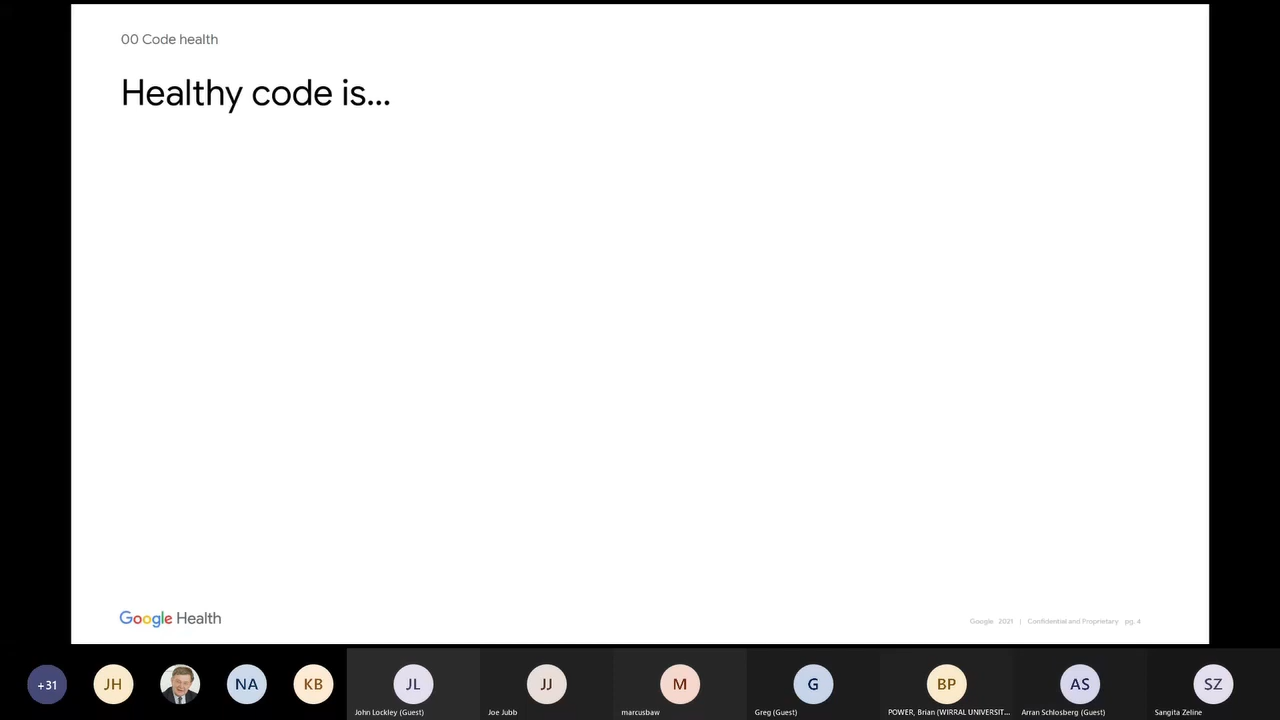 00 Code health
Healthy code is...
Google Health
Google 2021 | Confidential and Proprietary pg. 4
+31
JH
NA
KB
JL
JJ
M
G
BP
AS
SZ
John Lockley (Guest)
Joe Jubb
marcusbaw
Greg (Guest)
POWER, Brian (WIRRAL UNIVERSIT...
Arran Schlosberg (Guest)
Sangita Zeline